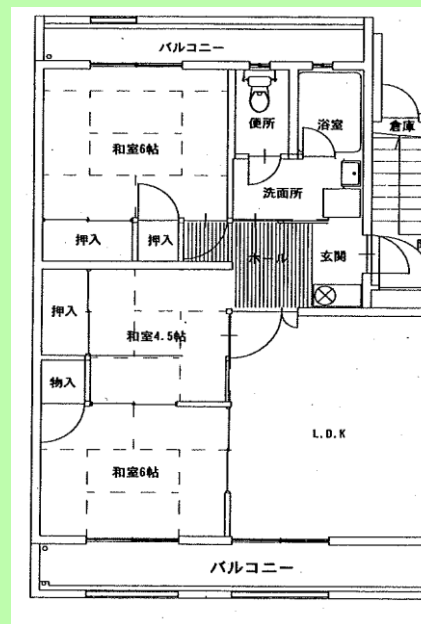 バルコニー
便所
浴室
倉庫
和室6帖
洗面所
押入
押入
ホール
玄関
押入
和室4.5帖
物入
L.D.K
和室6帖
バルコニー